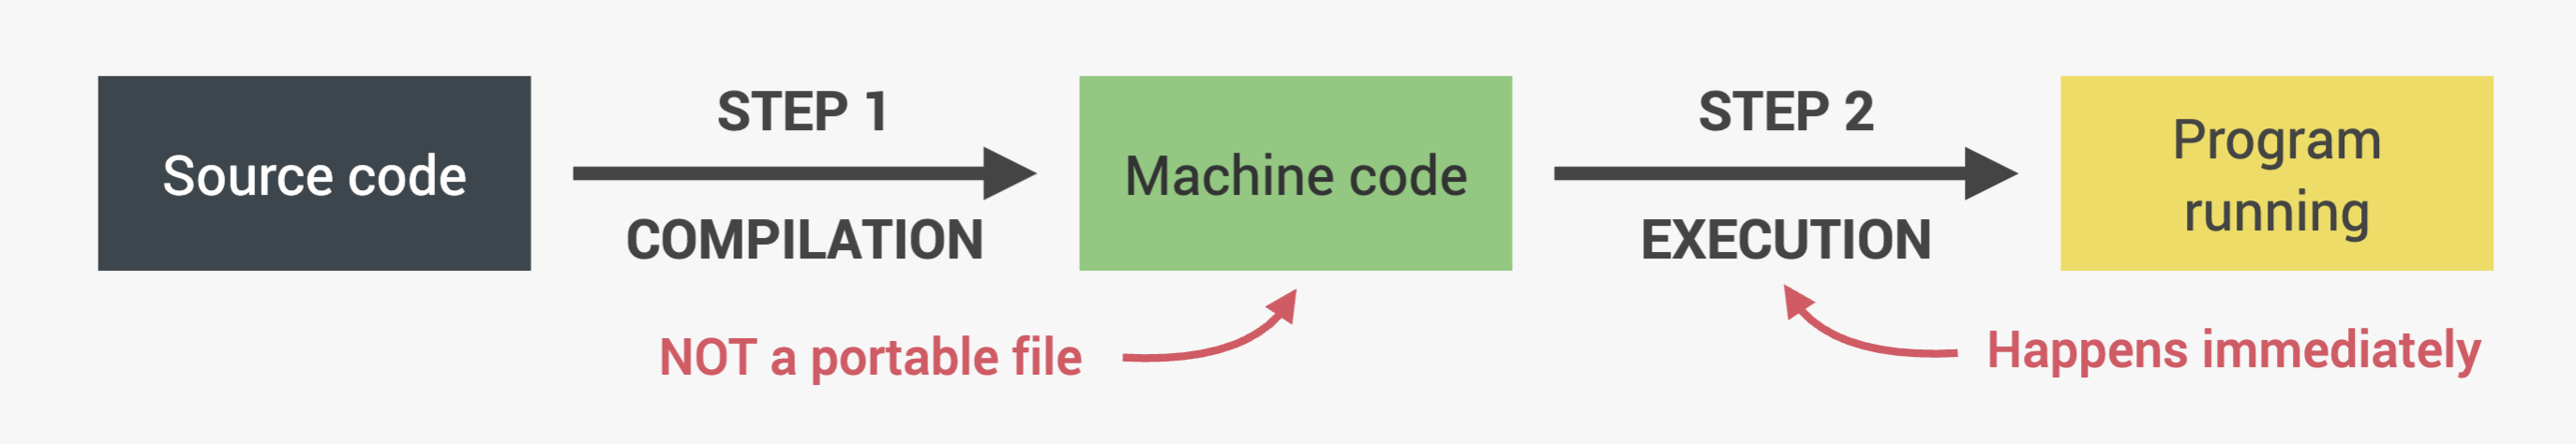 Source code
STEP 1
COMPILATION
Machine code
STEP 2
EXECUTION
Program
running
NOT a portable file
Happens immediately